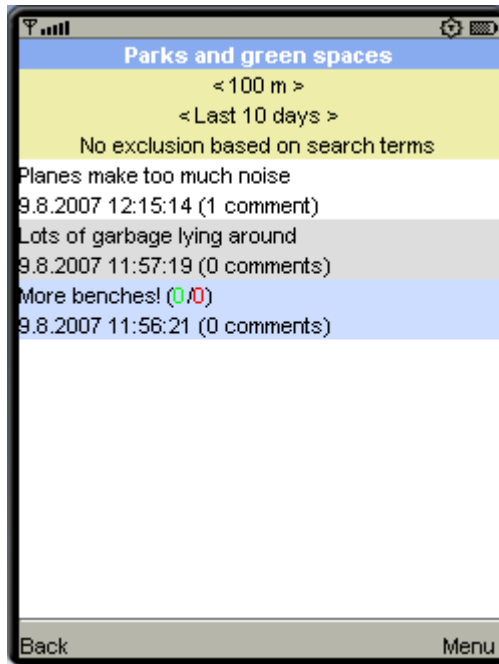 Parks and green spaces
<100 m >
<Last 10 days >
No exclusion based on search terms
Planes make too much noise
9.8.2007 12:15:14 (1 comment)
Lots of garbage lying around
9.8.2007 11:57:19 (0 comments)
More benches! (0/0)
9.8.2007 11:56:21 (0 comments)
Back Menu